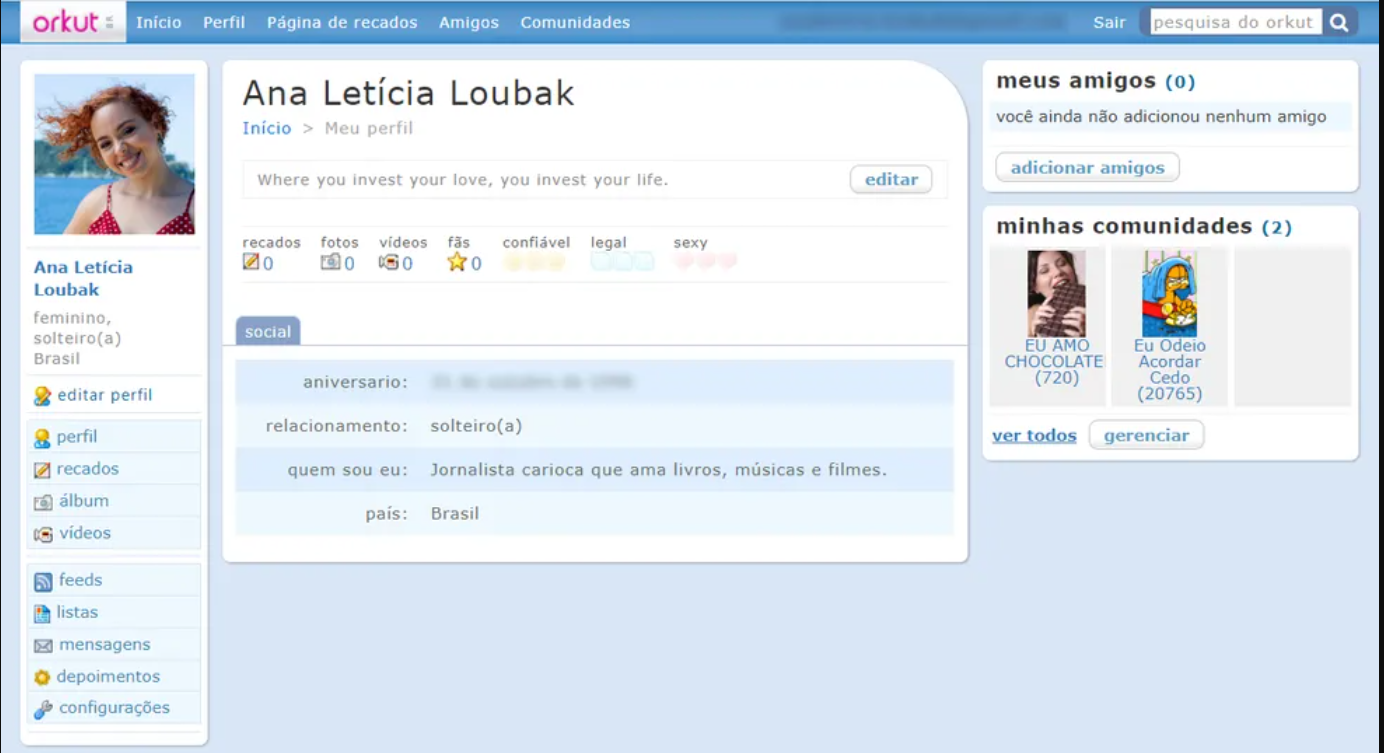 orkut
Início Perfil Página de recados Amigos Comunidades
Sair pesquisa do orkut
Ana Letícia
Loubak
feminino,
solteiro(a)
Brasil
editar perfil
perfil
recados
álbum
vídeos
feeds
listas
mensagens
depoimentos
configurações
Ana Letícia Loubak
Início > Meu perfil
Where you invest your love, you invest your life. editar
recados fotos vídeos fãs confiável legal sexy
0 0 0 0
social
aniversario:
relacionamento: solteiro(a)
quem sou eu: Jornalista carioca que ama livros, músicas e filmes.
país: Brasil
meus amigos (0)
você ainda não adicionou nenhum amigo
adicionar amigos
minhas comunidades (2)
EU AMO
CHOCOLATE
(720)
Eu Odeio
Acordar
Cedo
(20765)
ver todos gerenciar